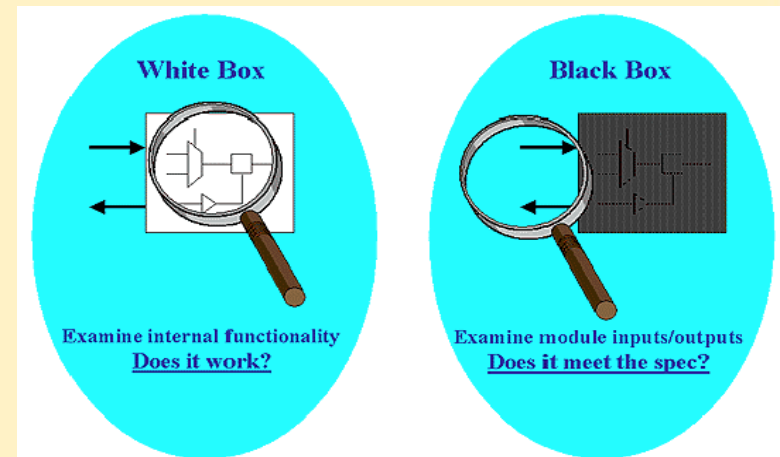 White Box
Examine internal functionality
Does it work?
Black Box
Examine module inputs/outputs
Does it meet the spec?